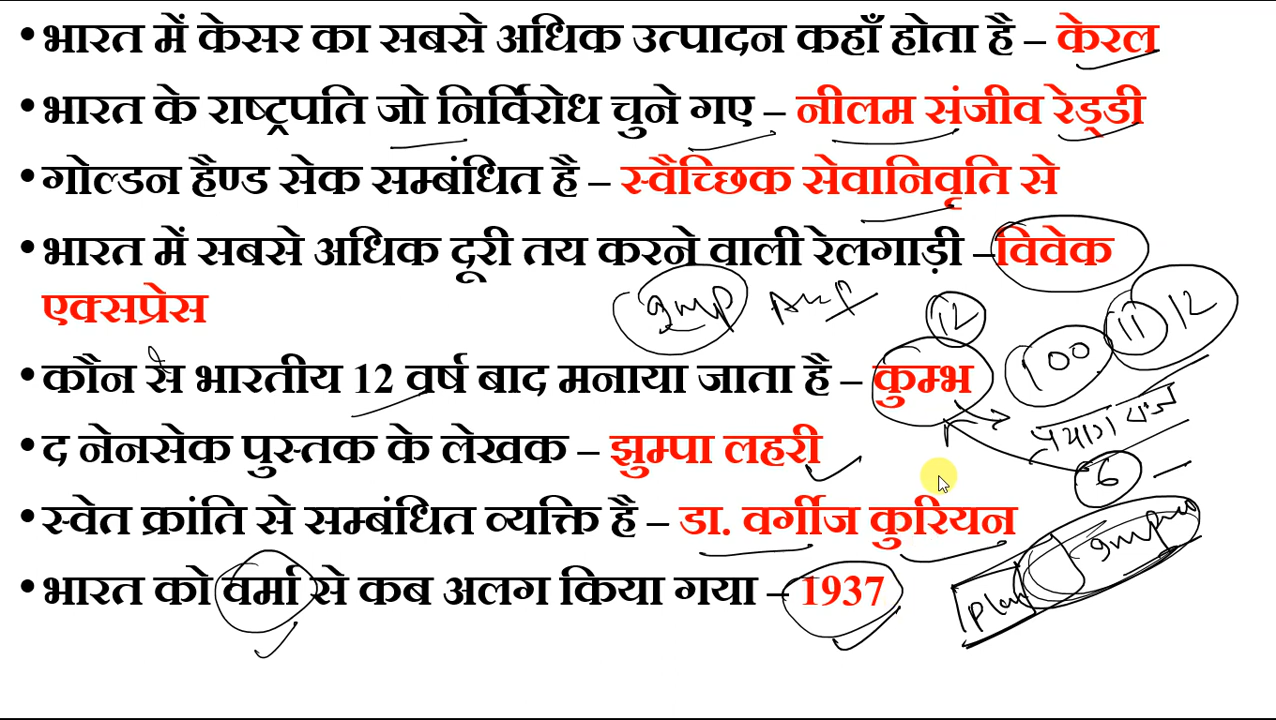 • भारत में केसर का सबसे अधिक उत्पादन कहाँ होता है – केरल
• भारत के राष्ट्रपति जो निर्विरोध चुने गए – नीलम संजीव रेड्डी
• गोल्डन हैण्ड सेक सम्बंधित है – स्वैच्छिक सेवानिवृति से
• भारत में सबसे अधिक दूरी तय करने वाली रेलगाड़ी –विवेक
एक्सप्रेस
gmp
12
11 12
100
• कौन से भारतीय 12 वर्ष बाद मनाया जाता है – कुम्भ
प्रयाग राज
• द नेनसेक पुस्तक के लेखक – झुम्पा लहरी
6
• स्वेत क्रांति से सम्बंधित व्यक्ति है – डा. वर्गीज कुरियन
• भारत को वर्मा से कब अलग किया गया – 1937